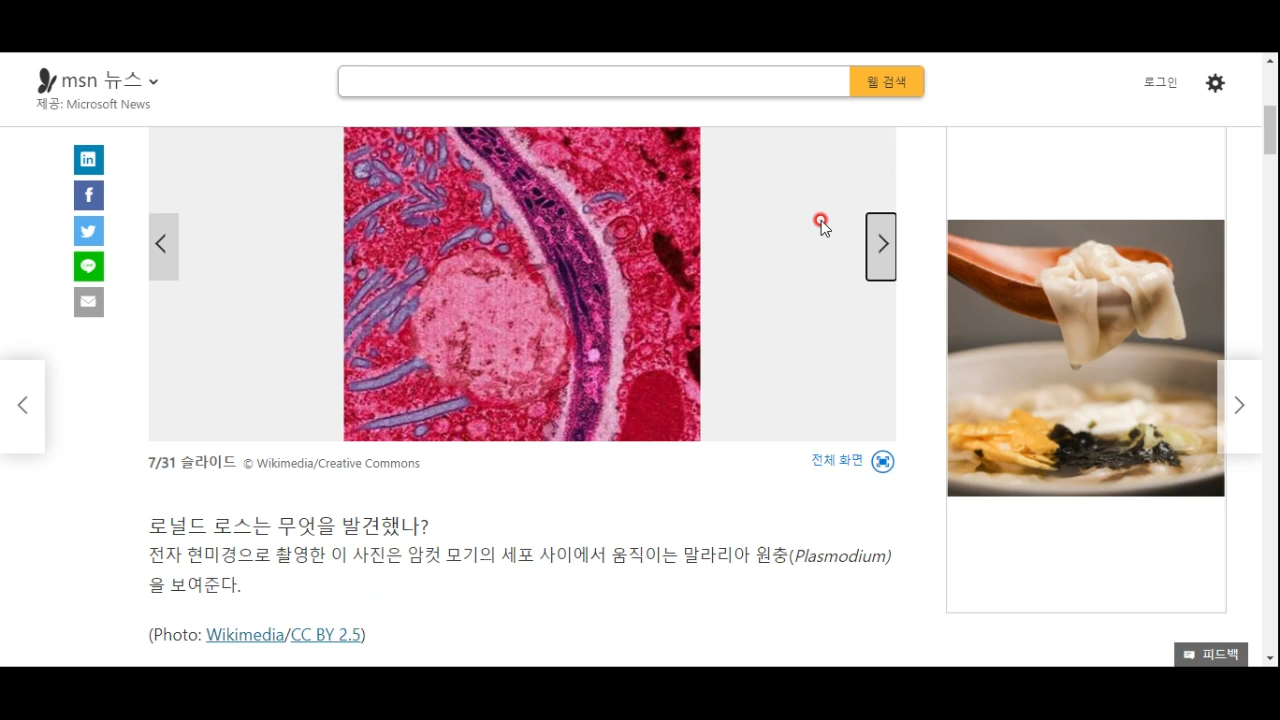 msn 뉴스
제공: Microsoft News
웹 검색
로그인
7/31 슬라이드 © Wikimedia/Creative Commons
전체 화면
로널드 로스는 무엇을 발견했나?
전자 현미경으로 촬영한 이 사진은 암컷 모기의 세포 사이에서 움직이는 말라리아 원충(Plasmodium)
을 보여준다.
(Photo: Wikimedia/CC BY 2.5)
피드백